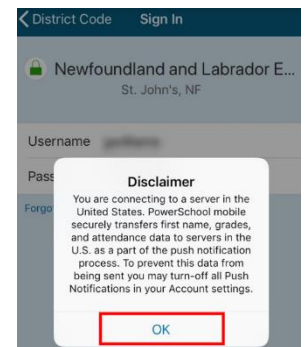 District Code Sign In
Newfoundland and Labrador E...
St. John's, NF
Username
Pass
Forgo
Disclaimer
You are connecting to a server in the
United States. PowerSchool mobile
securely transfers first name, grades,
and attendance data to servers in the
U.S. as a part of the push notification
process. To prevent this data from
being sent you may turn-off all Push
Notifications in your Account settings.
OK